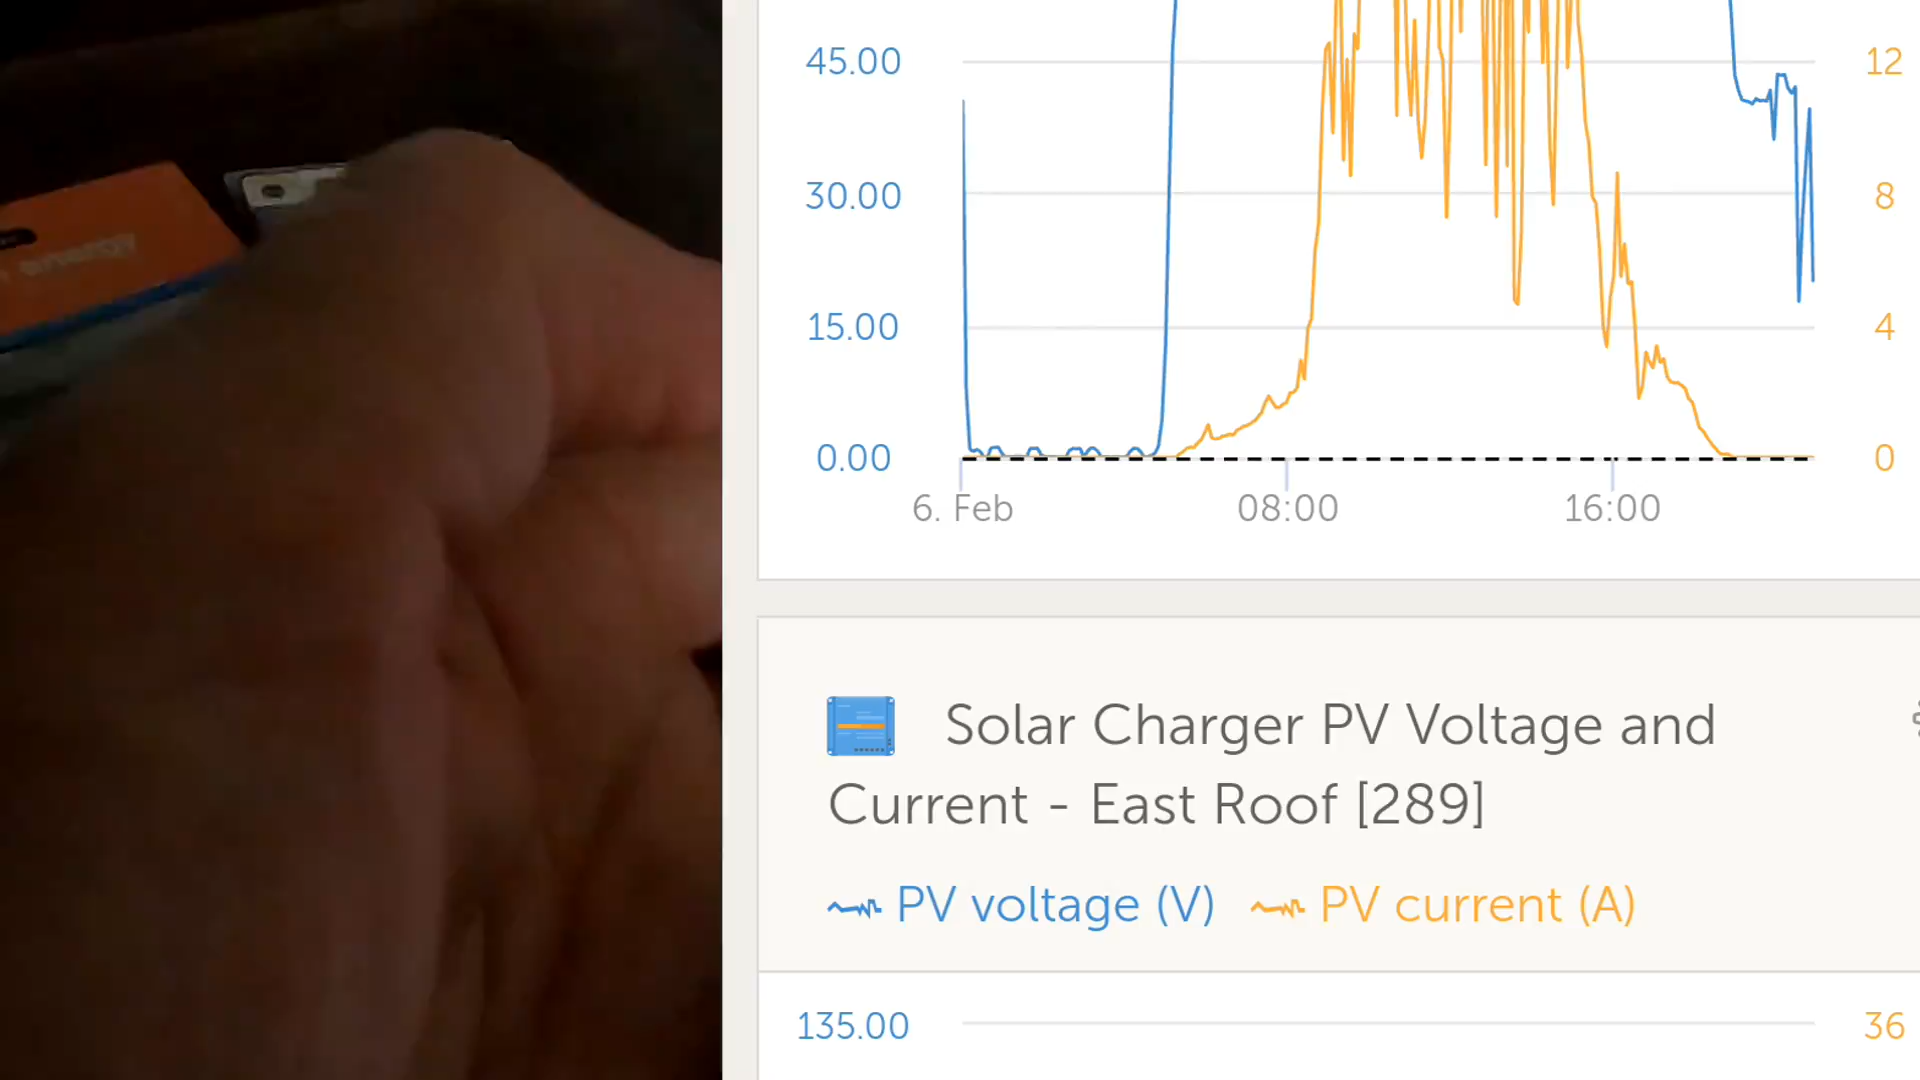 energy
45.00
12
30.00
8
15.00
4
0.00
0
6. Feb
08:00
16:00
Solar Charger PV Voltage and
Current - East Roof [289]
PV voltage (V)
PV current (A)
135.00
36